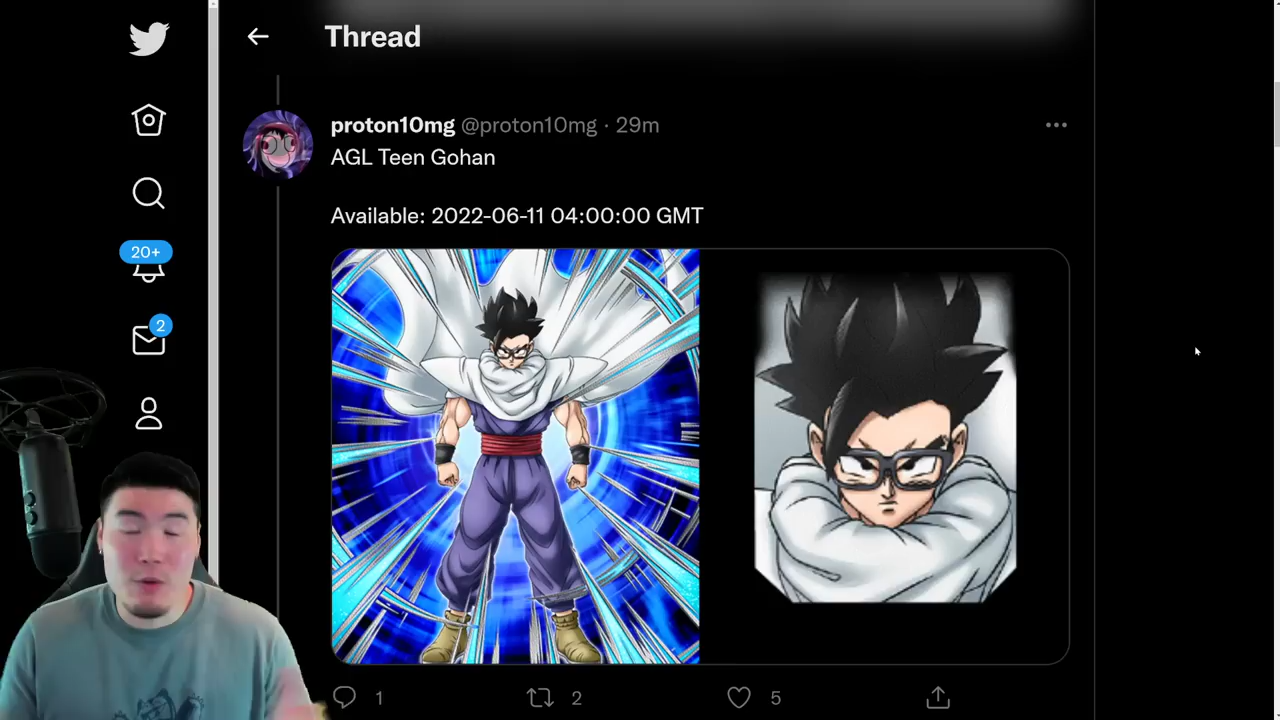 Thread
proton10mg @proton10mg · 29m
AGL Teen Gohan
Available: 2022-06-11 04:00:00 GMT
20+
2
1
2
5